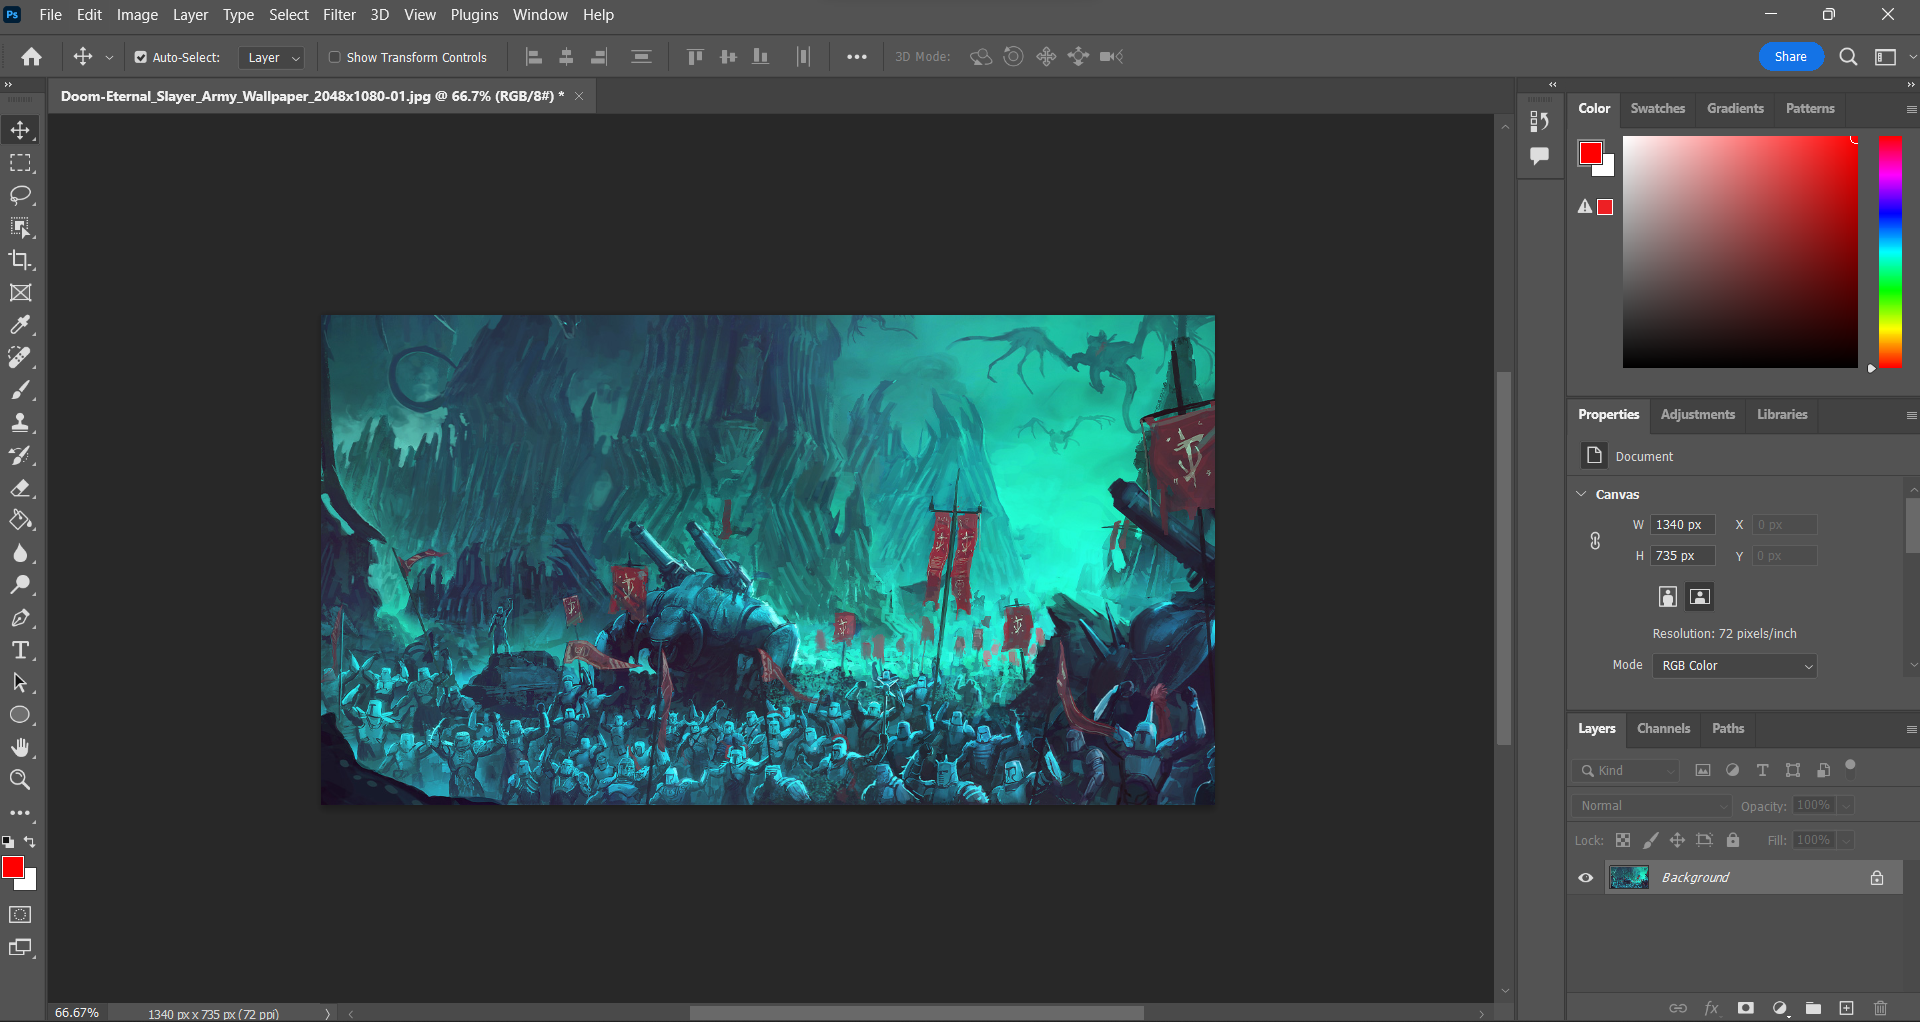 Ps File Edit Image Layer Type Select Filter 3D View Plugins Window Help
Auto-Select: Layer Show Transform Controls 3D Mode: Share
Doom-Eternal_Slayer_Army_Wallpaper_2048x1080-01.jpg @ 66.7% (RGB/8#) *
Color Swatches Gradients Patterns
Properties Adjustments Libraries
Document
Canvas
W 1340 px X 0 px
H 735 px Y 0 px
Resolution: 72 pixels/inch
Mode RGB Color
Layers Channels Paths
Kind
Normal Opacity: 100%
Lock: Fill: 100%
Background
fx
66.67% 1340 px x 735 px (72 ppi)